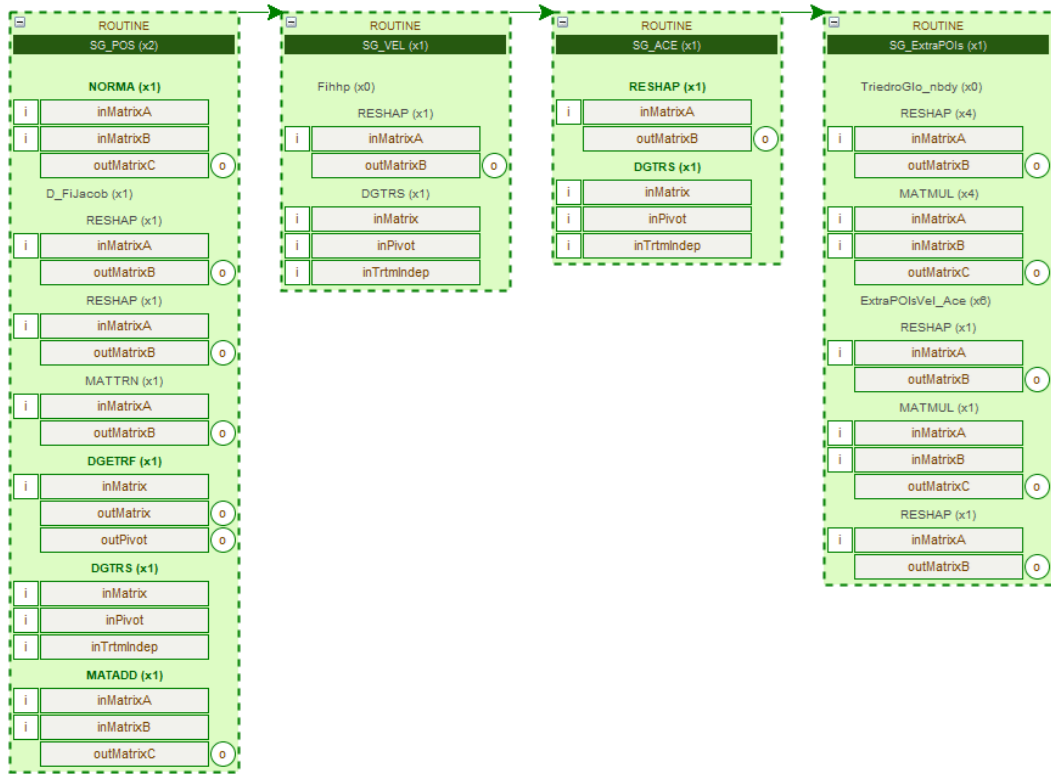 ROUTINE
SG_POS (x2)
NORMA (x1)
i inMatrixA
i inMatrixB
outMatrixC o
D_FiJacob (x1)
RESHAP (x1)
i inMatrixA
outMatrixB o
RESHAP (x1)
i inMatrixA
outMatrixB o
MATTRN (x1)
i inMatrixA
outMatrixB o
DGETRF (x1)
i inMatrix
outMatrix o
outPivot o
DGTRS (x1)
i inMatrix
i inPivot
i inTrtmIndep
MATADD (x1)
i inMatrixA
i inMatrixB
outMatrixC o
ROUTINE
SG_VEL (x1)
Fihhp (x0)
RESHAP (x1)
i inMatrixA
outMatrixB o
DGTRS (x1)
i inMatrix
i inPivot
i inTrtmIndep
ROUTINE
SG_ACE (x1)
RESHAP (x1)
i inMatrixA
outMatrixB o
DGTRS (x1)
i inMatrix
i inPivot
i inTrtmIndep
ROUTINE
SG_ExtraPOIs (x1)
TriedroGlo_nbdy (x0)
RESHAP (x4)
i inMatrixA
outMatrixB o
MATMUL (x4)
i inMatrixA
i inMatrixB
outMatrixC o
ExtraPOIsVel_Ace (x6)
RESHAP (x1)
i inMatrixA
outMatrixB o
MATMUL (x1)
i inMatrixA
i inMatrixB
outMatrixC o
RESHAP (x1)
i inMatrixA
outMatrixB o